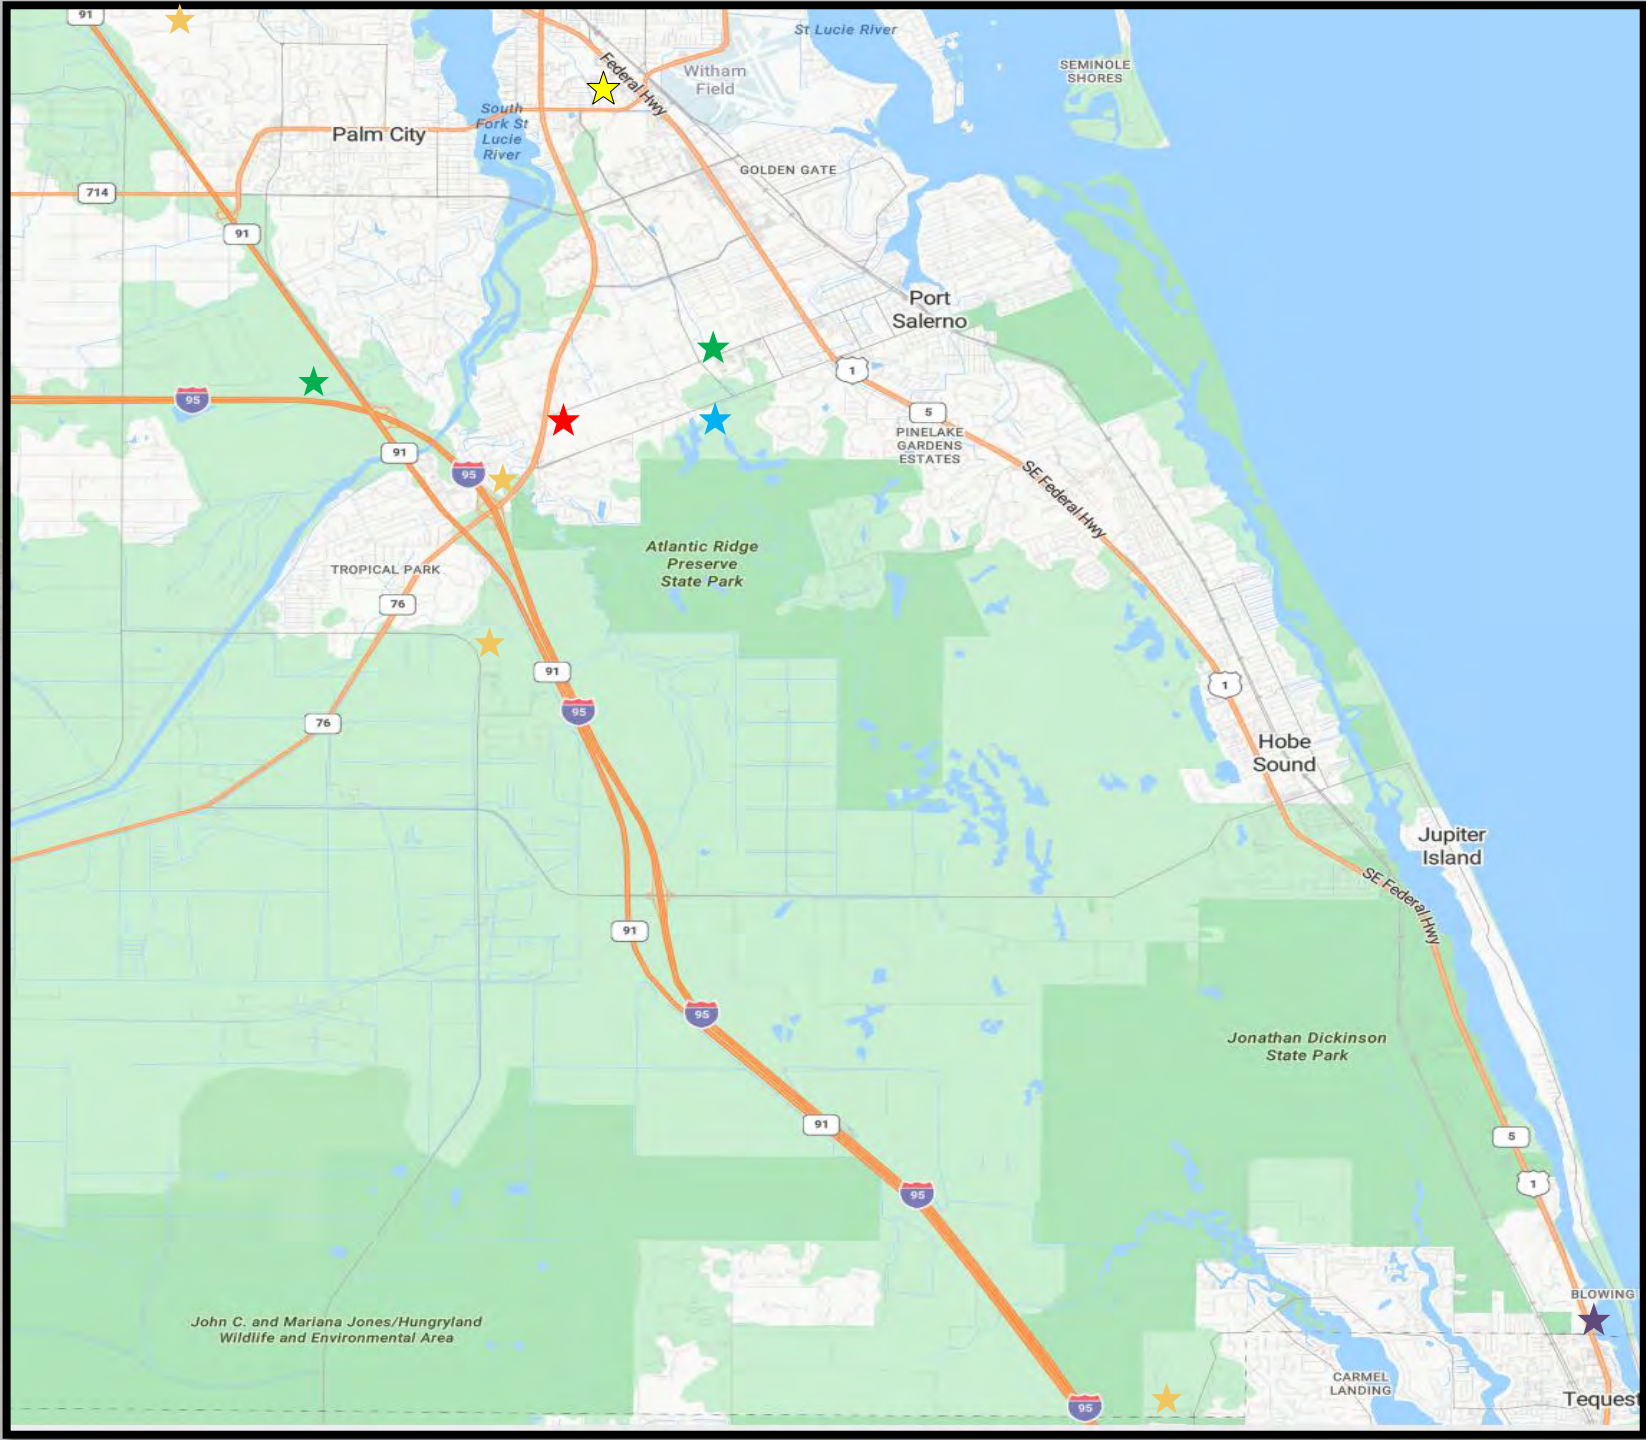 91
St Lucie River
SEMINOLE
SHORES
Federal Hwy
Witham
Field
South
Fork St
Lucie
River
Palm City
GOLDEN GATE
714
91
Port
Salerno
1
95
5
PINELAKE
GARDENS
ESTATES
91
95
SE Federal Hwy
Atlantic Ridge
Preserve
State Park
TROPICAL PARK
76
91
1
95
76
Hobe
Sound
Jupiter
Island
SE Federal Hwy
91
95
Jonathan Dickinson
State Park
91
5
1
95
BLOWING
John C. and Mariana Jones/Hungryland
Wildlife and Environmental Area
CARMEL
LANDING
95
Tequest